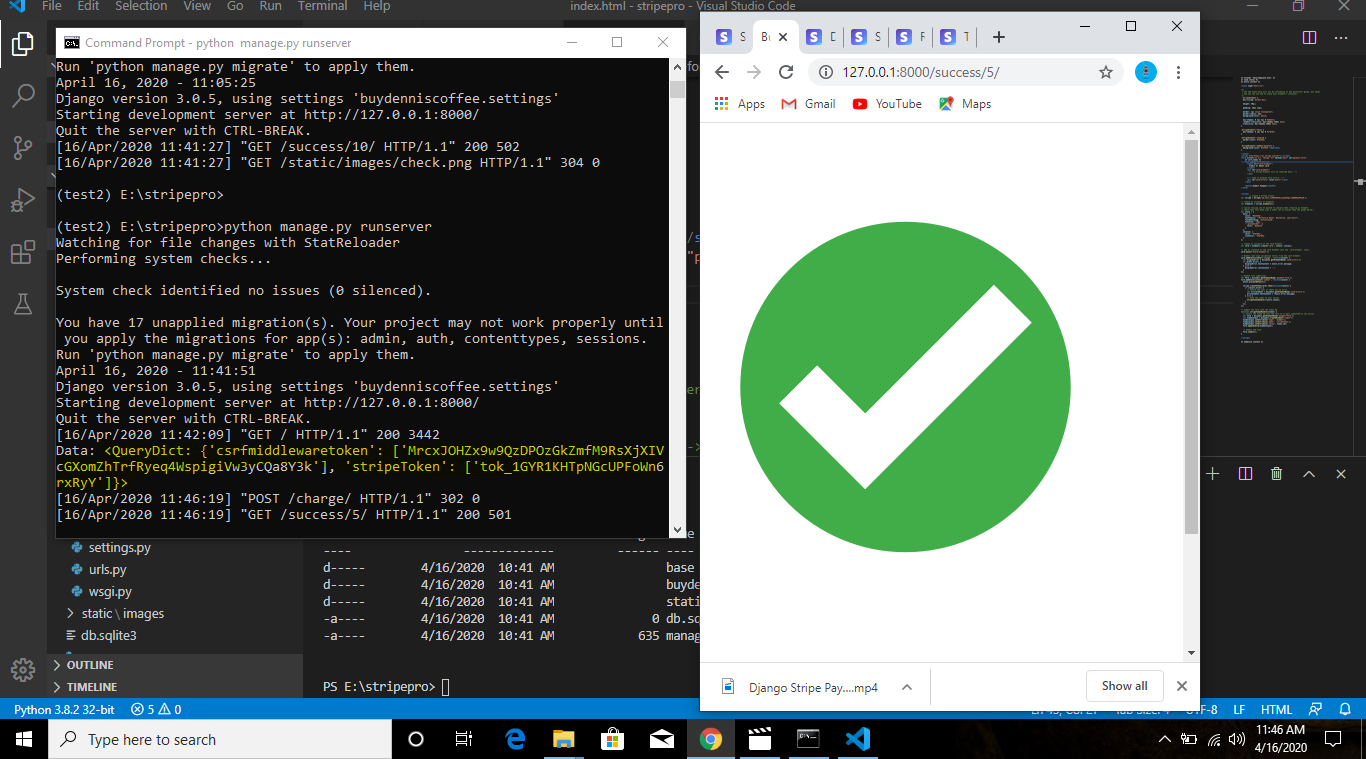 File Edit Selection View Go Run Terminal Help
index.html - stripepro - Visual Studio Code
Command Prompt - python manage.py runserver
Run 'python manage.py migrate' to apply them.
April 16, 2020 - 11:05:25
Django version 3.0.5, using settings 'buydenniscoffee.settings'
Starting development server at http://127.0.0.1:8000/
Quit the server with CTRL-BREAK.
[16/Apr/2020 11:41:27] "GET /success/10/ HTTP/1.1" 200 502
[16/Apr/2020 11:41:27] "GET /static/images/check.png HTTP/1.1" 304 0
(test2) E:\stripepro>
(test2) E:\stripepro>python manage.py runserver
Watching for file changes with StatReloader
Performing system checks...
System check identified no issues (0 silenced).
You have 17 unapplied migration(s). Your project may not work properly until
you apply the migrations for app(s): admin, auth, contenttypes, sessions.
Run 'python manage.py migrate' to apply them.
April 16, 2020 - 11:41:51
Django version 3.0.5, using settings 'buydenniscoffee.settings'
Starting development server at http://127.0.0.1:8000/
Quit the server with CTRL-BREAK.
[16/Apr/2020 11:42:09] "GET / HTTP/1.1" 200 3442
Data: <QueryDict: {'csrfmiddlewaretoken': ['MrcxJOHZx9w9QzDPOzGkZmfM9RsXjXIV
cGXomZhTrfRyeq4WspigiVw3yCQa8Y3k'], 'stripeToken': ['tok_1GYR1KHTpNGcUPFoWn6
rxRyY']}>
[16/Apr/2020 11:46:19] "POST /charge/ HTTP/1.1" 302 0
[16/Apr/2020 11:46:19] "GET /success/5/ HTTP/1.1" 200 501
127.0.0.1:8000/success/5/
Apps Gmail YouTube Maps
settings.py
urls.py
wsgi.py
static \ images
db.sqlite3
OUTLINE
TIMELINE
---- ------------- ------ ----
d----- 4/16/2020 10:41 AM base
d----- 4/16/2020 10:41 AM buyde
d----- 4/16/2020 10:41 AM stati
-a---- 4/16/2020 10:41 AM 0 db.sq
-a---- 4/16/2020 10:41 AM 635 manag
PS E:\stripepro>
Django Stripe Pay....mp4
Show all
Python 3.8.2 32-bit 5 0
LF HTML
Type here to search
11:46 AM
4/16/2020